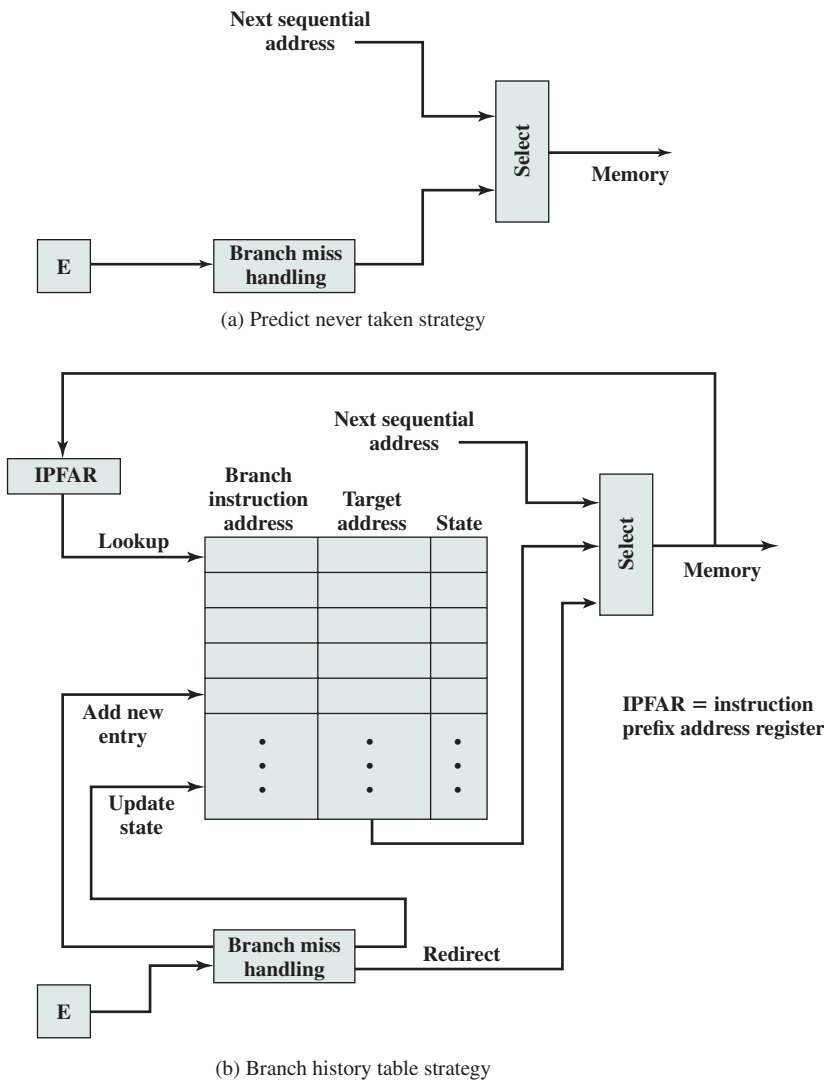 Next sequential
address
Select
Memory
E
Branch miss
handling
(a) Predict never taken strategy
Next sequential
address
IPFAR
Branch
instruction
address
Target
address
State
Lookup
Select
Memory
Add new
entry
IPFAR = instruction
prefix address register
Update
state
Branch miss
handling
Redirect
E
(b) Branch history table strategy